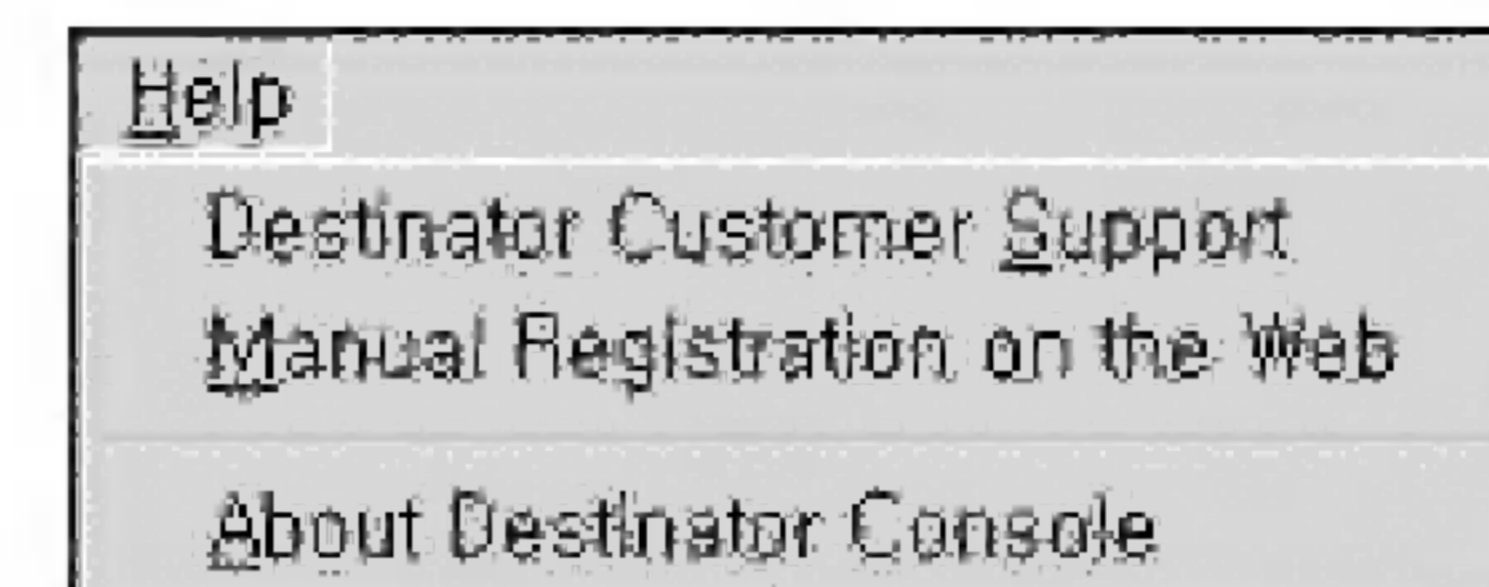 Help
Destinator Customer Support
Manual Registration on the Web
About Destinator Console